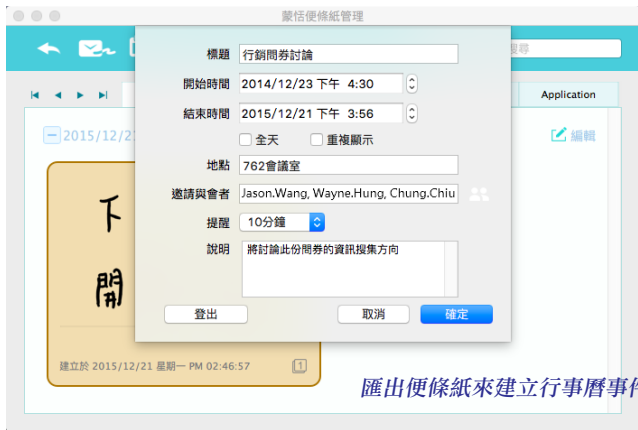 蒙恬便條紙管理
搜尋
Application
2015/12/2
編輯
標題 行銷問券討論
開始時間 2014/12/23 下午 4:30
結束時間 2015/12/21 下午 3:56
全天 重複顯示
地點 762會議室
邀請與會者 Jason.Wang, Wayne.Hung, Chung.Chiu
提醒 10分鐘
說明 將討論此份問券的資訊搜集方向
登出 取消 確定
下
開
建立於 2015/12/21 星期一 PM 02:46:57 1
匯出便條紙來建立行事曆事件